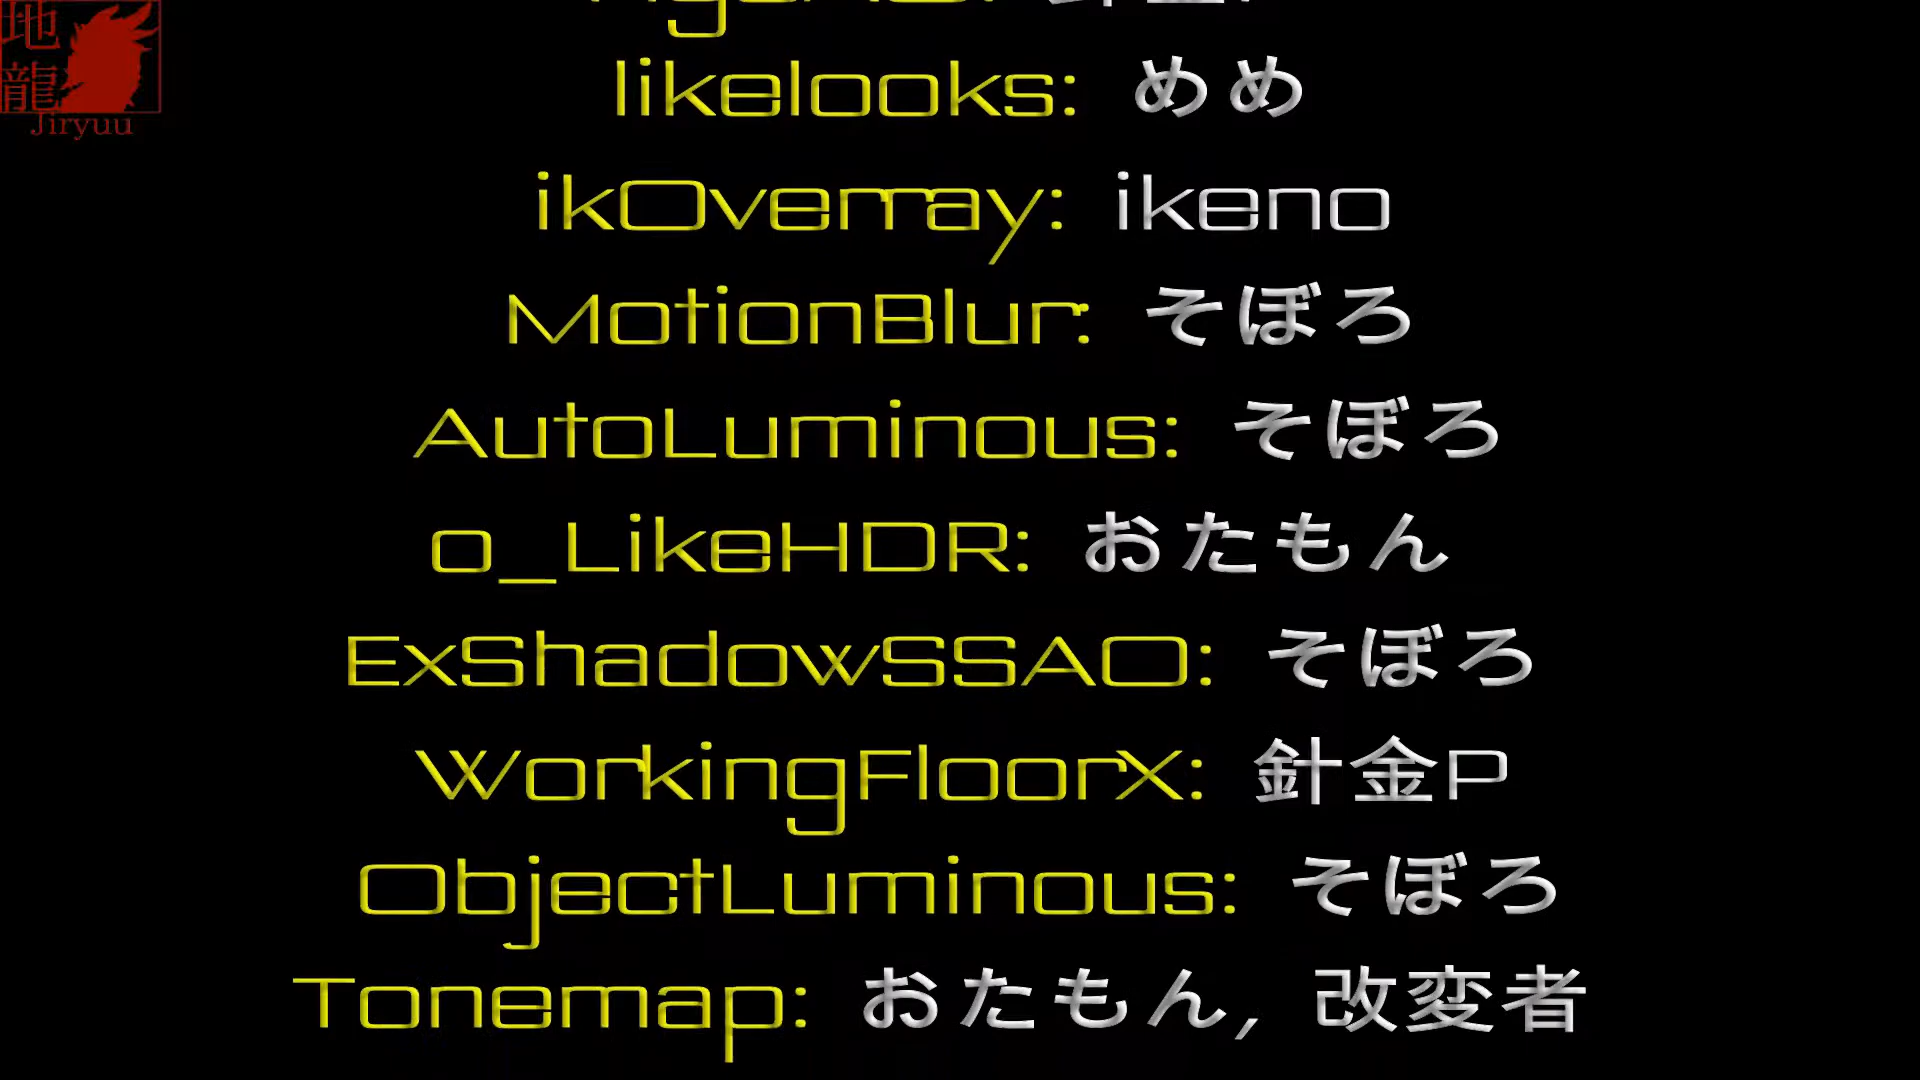 地
龍
Jiryuu
likelooks: めめ
ikOverray: ikeno
MotionBlur: そぼろ
AutoLuminous: そぼろ
o_LikeHDR: おたもん
ExShadowSSAO: そぼろ
WorkingFloorX: 針金P
ObjectLuminous: そぼろ
Tonemap: おたもん, 改変者